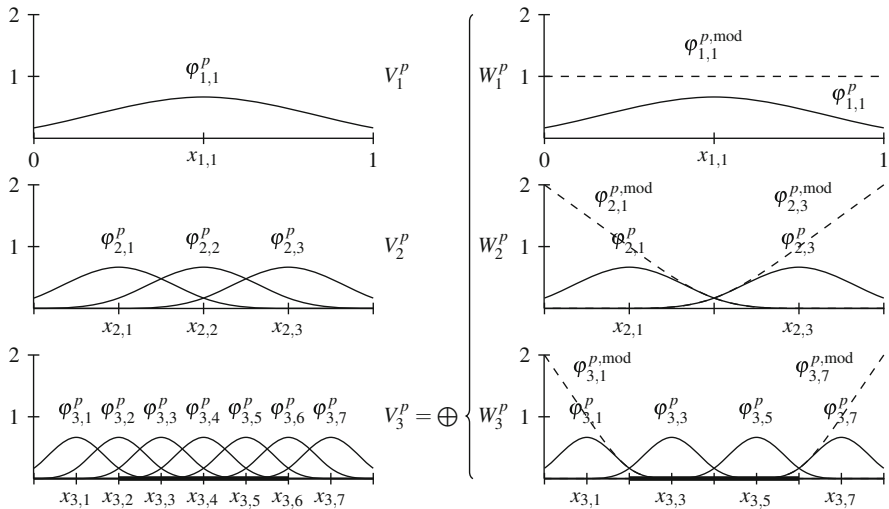 2
1
φ^p_{1,1}
V^p_1
0
x_{1,1}
1
2
1
φ^p_{2,1} φ^p_{2,2} φ^p_{2,3}
V^p_2
x_{2,1} x_{2,2} x_{2,3}
2
1
φ^p_{3,1} φ^p_{3,2} φ^p_{3,3} φ^p_{3,4} φ^p_{3,5} φ^p_{3,6} φ^p_{3,7}
V^p_3 = ⊕ {
x_{3,1} x_{3,2} x_{3,3} x_{3,4} x_{3,5} x_{3,6} x_{3,7}
2
φ^{p,mod}_{1,1}
W^p_1
1
φ^p_{1,1}
0
x_{1,1}
1
2
φ^{p,mod}_{2,1} φ^{p,mod}_{2,3}
W^p_2
1
φ^p_{2,1} φ^p_{2,3}
x_{2,1} x_{2,3}
2
φ^{p,mod}_{3,1} φ^{p,mod}_{3,7}
W^p_3
1
φ^p_{3,1} φ^p_{3,3} φ^p_{3,5} φ^p_{3,7}
x_{3,1} x_{3,3} x_{3,5} x_{3,7}